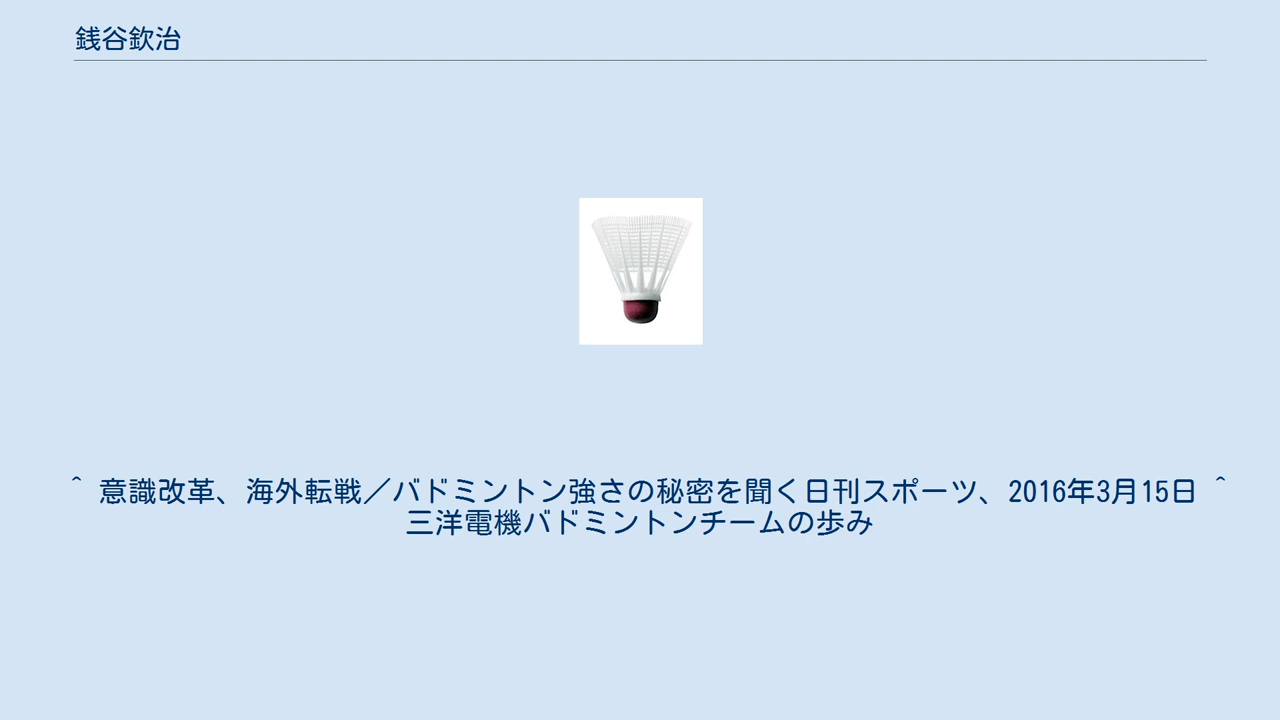 銭谷欽治
^ 意識改革、海外転戦／バドミントン強さの秘密を聞く日刊スポーツ、2016年3月15日 ^
三洋電機バドミントンチームの歩み